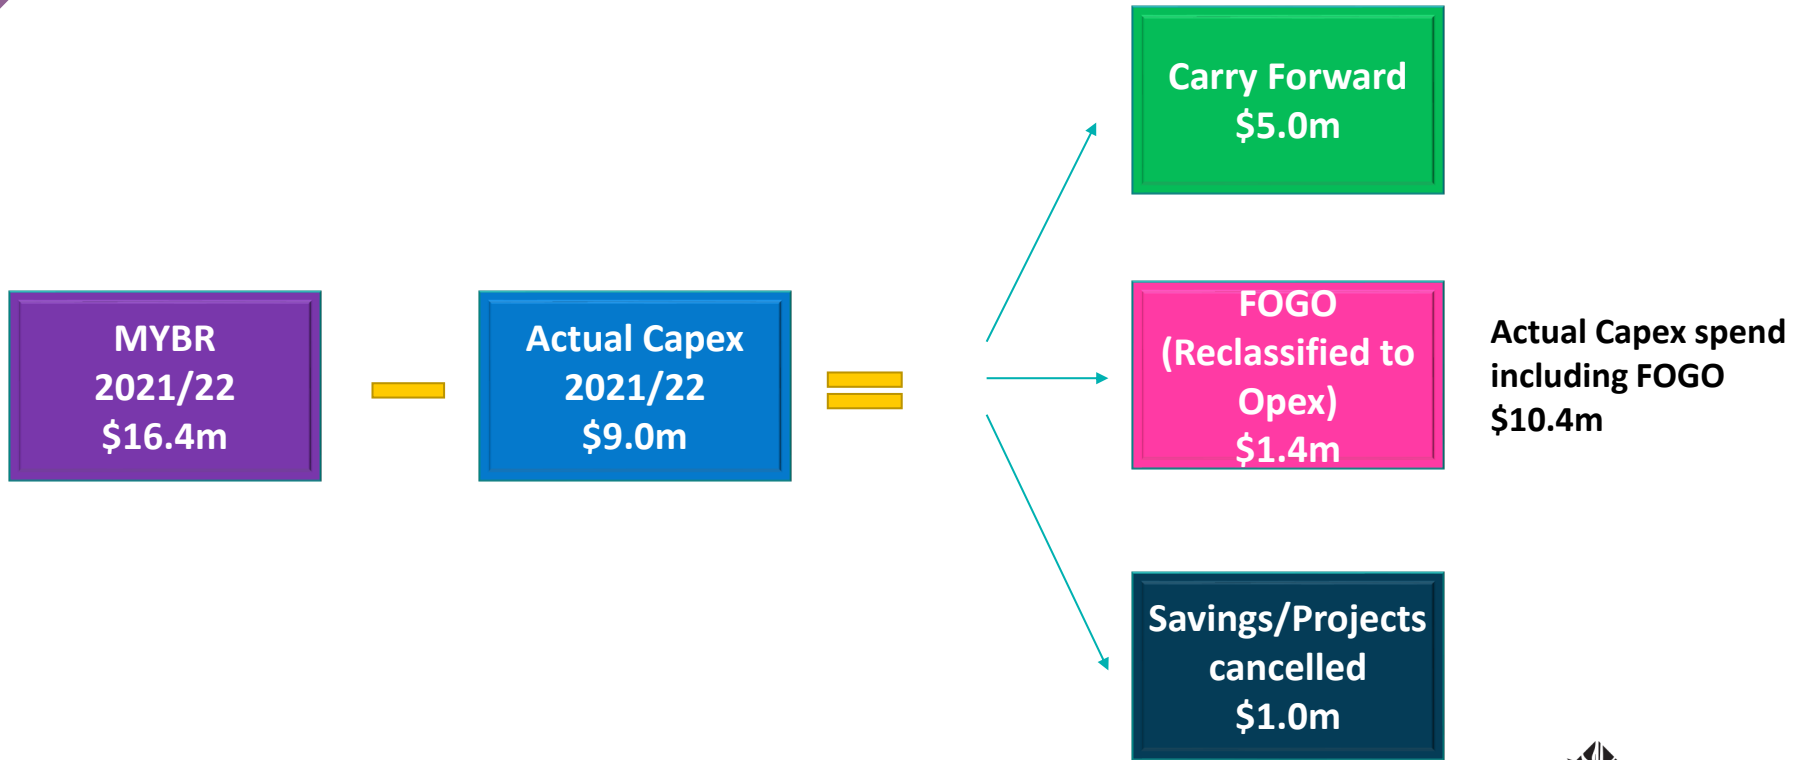 MYBR
2021/22
$16.4m
Actual Capex
2021/22
$9.0m
Carry Forward
$5.0m
FOGO
(Reclassified to
Opex)
$1.4m
Savings/Projects
cancelled
$1.0m
Actual Capex spend
including FOGO
$10.4m